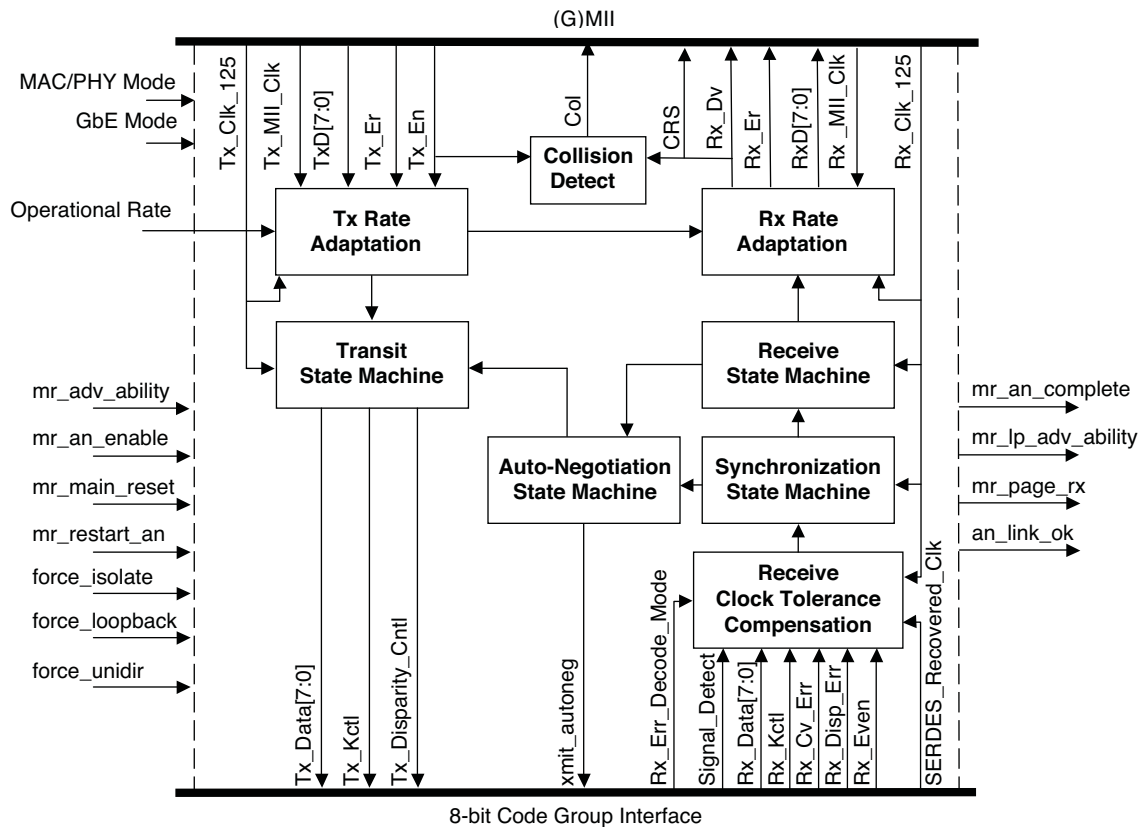 (G)MII
MAC/PHY Mode
GbE Mode
Operational Rate
Tx_Clk_125
Tx_MII_Clk
TxD[7:0]
Tx_Er
Tx_En
Col
CRS
Rx_Dv
Rx_Er
RxD[7:0]
Rx_MII_Clk
Rx_Clk_125
Collision
Detect
Tx Rate
Adaptation
Rx Rate
Adaptation
Transit
State Machine
Receive
State Machine
mr_adv_ability
mr_an_enable
mr_main_reset
mr_restart_an
force_isolate
force_loopback
force_unidir
Auto-Negotiation
State Machine
Synchronization
State Machine
mr_an_complete
mr_lp_adv_ability
mr_page_rx
an_link_ok
Receive
Clock Tolerance
Compensation
Tx_Data[7:0]
Tx_Kctl
Tx_Disparity_Cntl
xmit_autoneg
Rx_Err_Decode_Mode
Signal_Detect
Rx_Data[7:0]
Rx_Kctl
Rx_Cv_Err
Rx_Disp_Err
Rx_Even
SERDES_Recovered_Clk
8-bit Code Group Interface